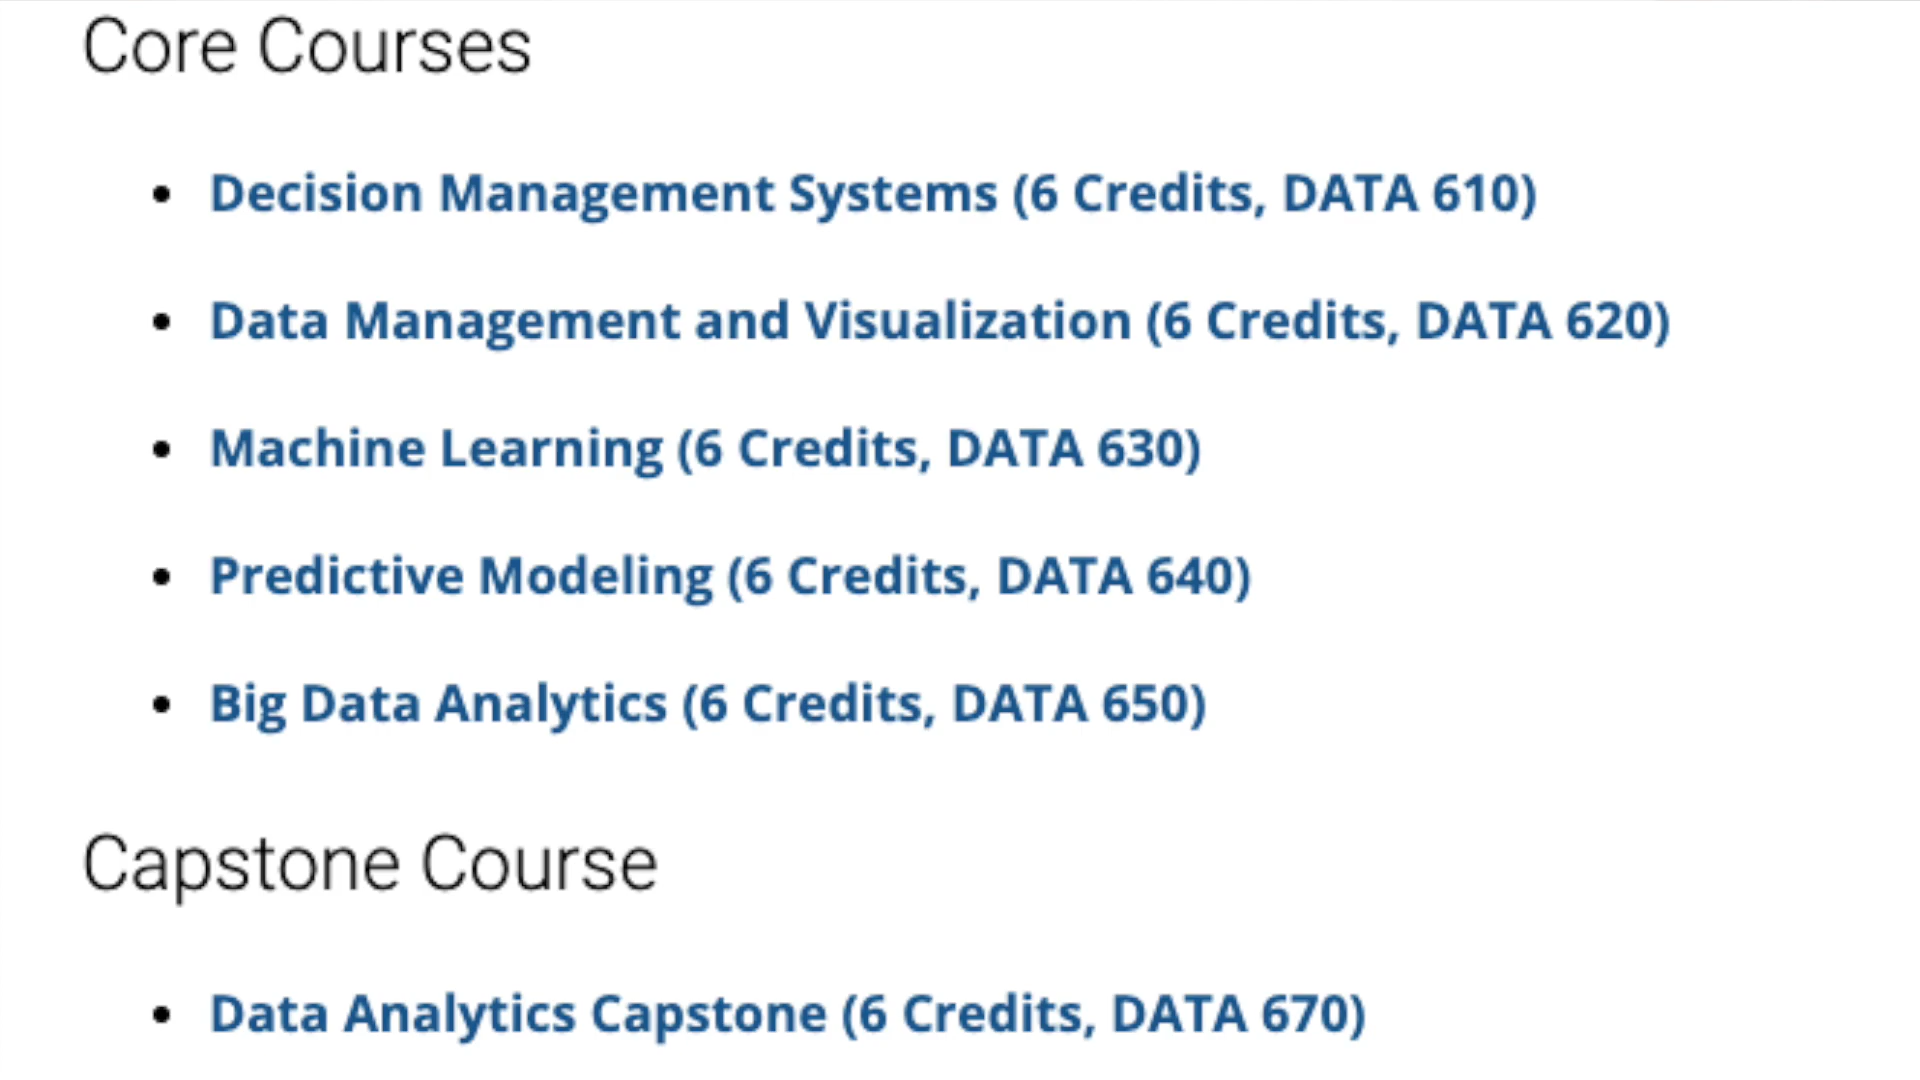 Core Courses
Decision Management Systems (6 Credits, DATA 610)
Data Management and Visualization (6 Credits, DATA 620)
Machine Learning (6 Credits, DATA 630)
Predictive Modeling (6 Credits, DATA 640)
Big Data Analytics (6 Credits, DATA 650)
Capstone Course
Data Analytics Capstone (6 Credits, DATA 670)